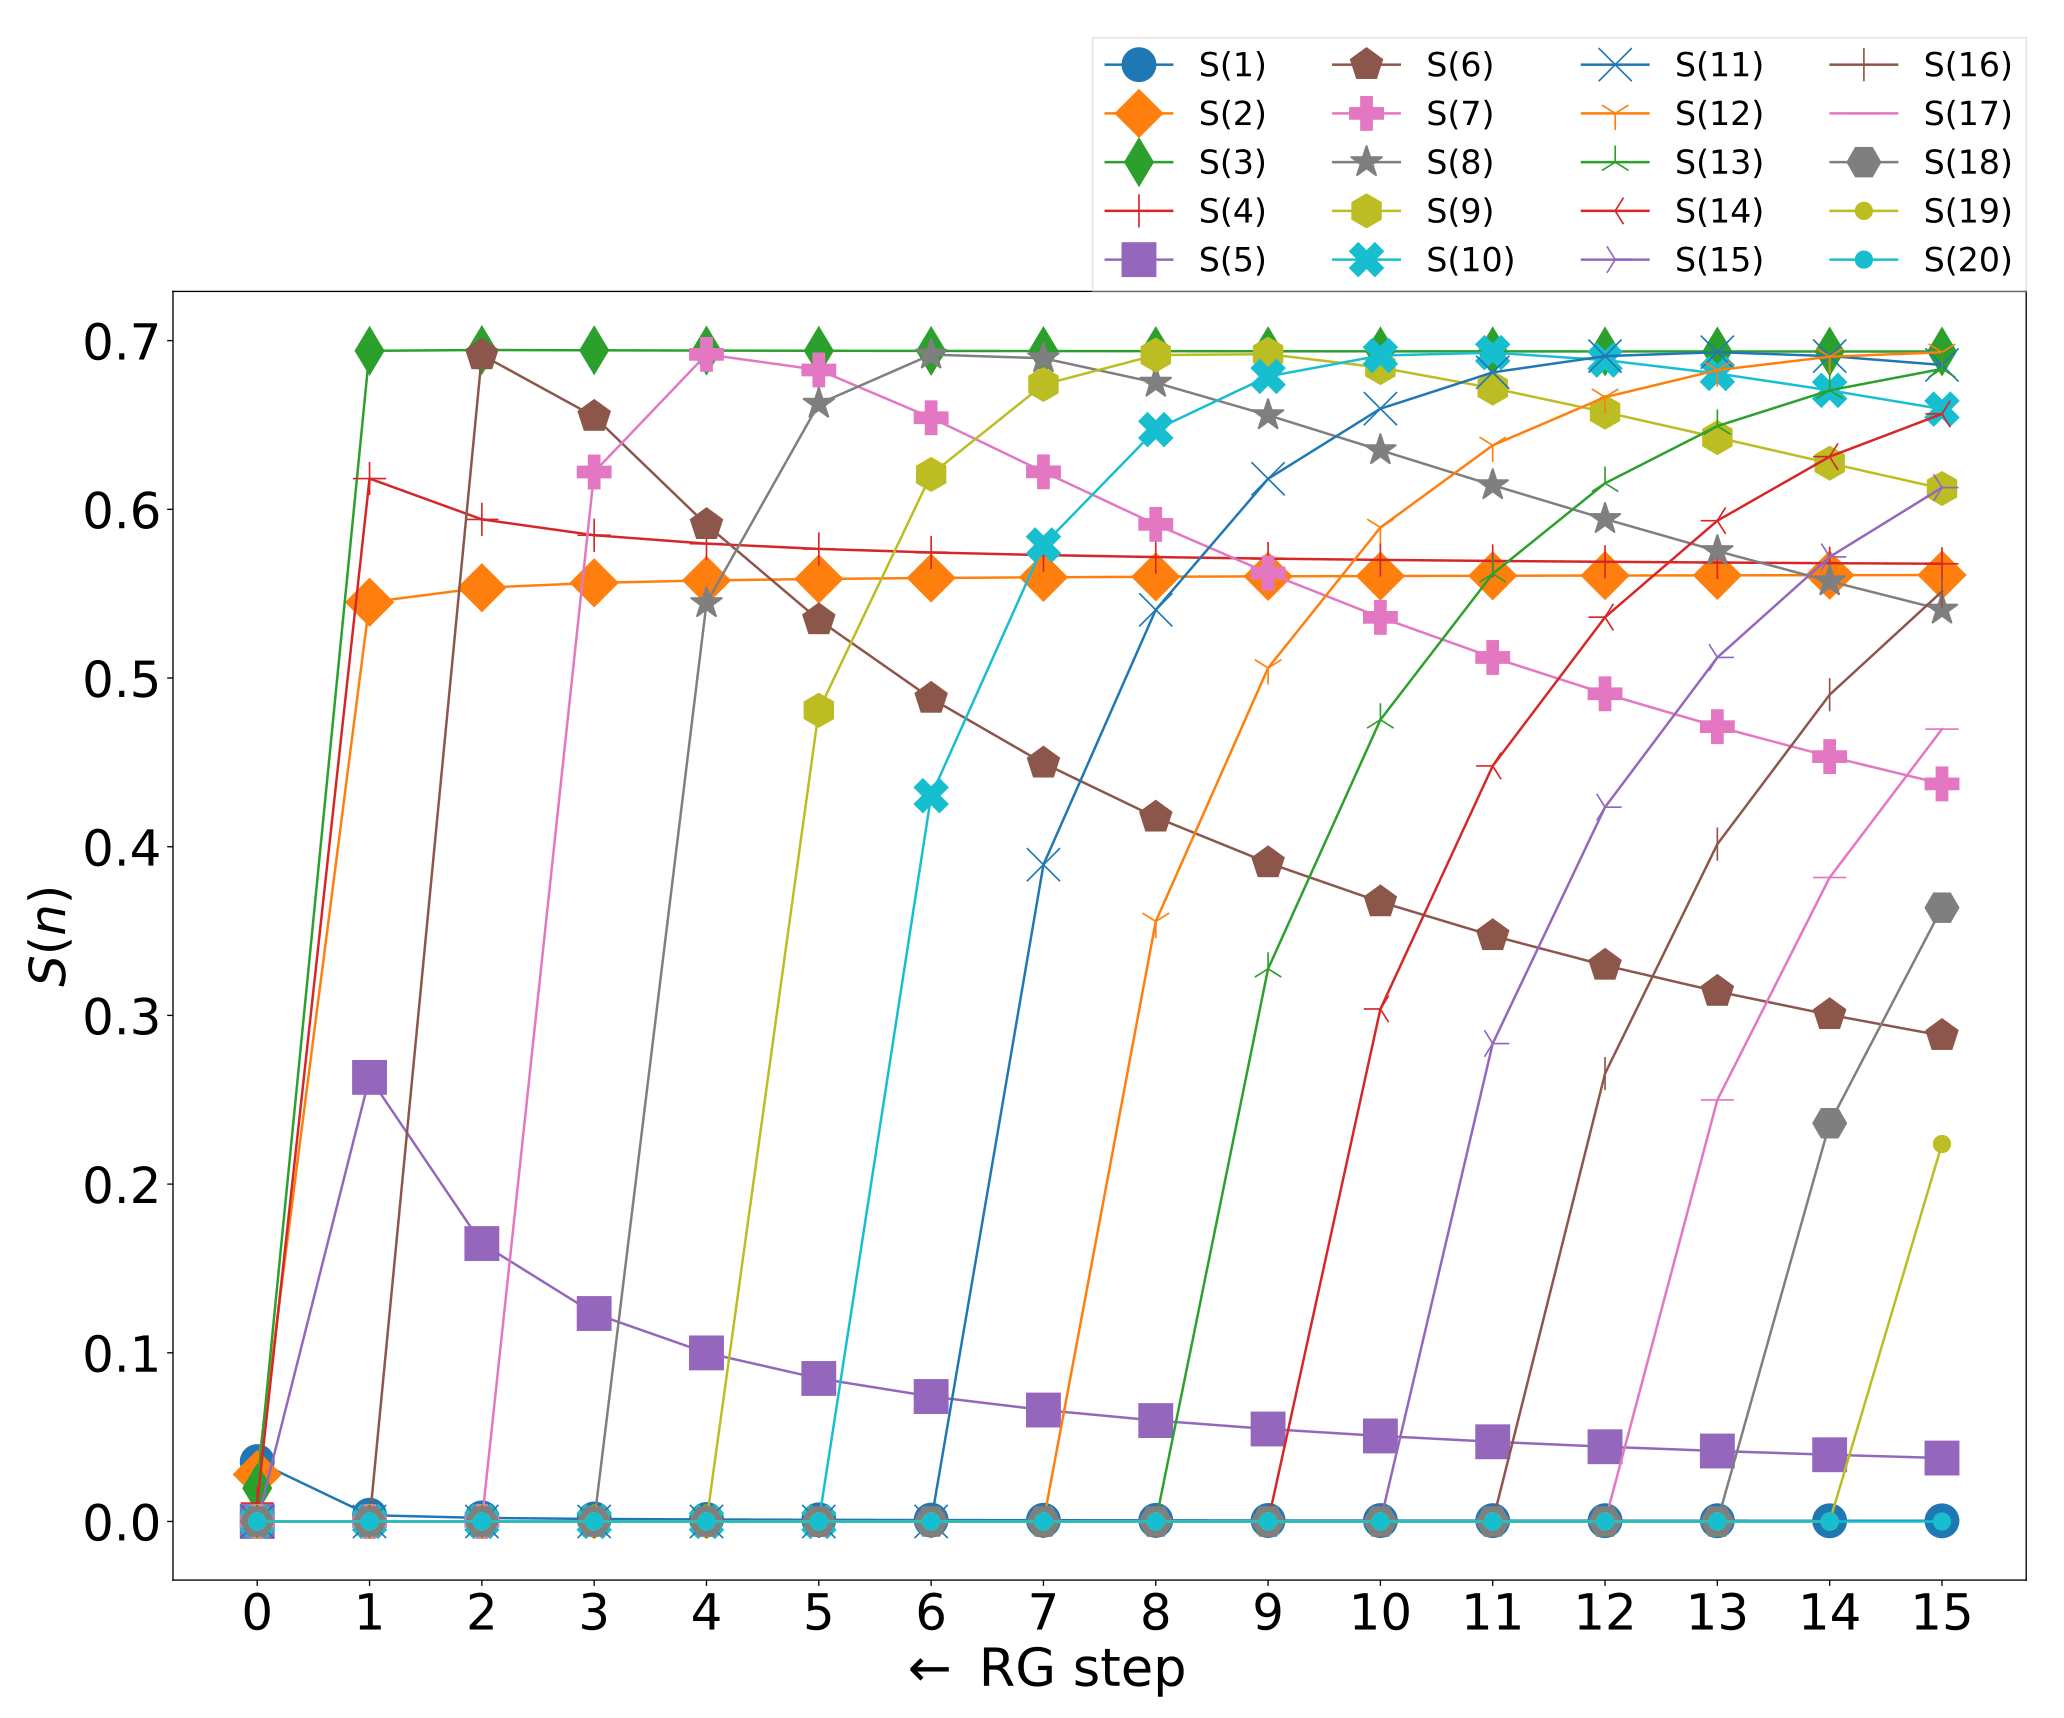 S(1) S(6) S(11) S(16)
S(2) S(7) S(12) S(17)
S(3) S(8) S(13) S(18)
S(4) S(9) S(14) S(19)
S(5) S(10) S(15) S(20)
0.7
0.6
0.5
0.4
0.3
0.2
0.1
0.0
S(n)
0 1 2 3 4 5 6 7 8 9 10 11 12 13 14 15
← RG step